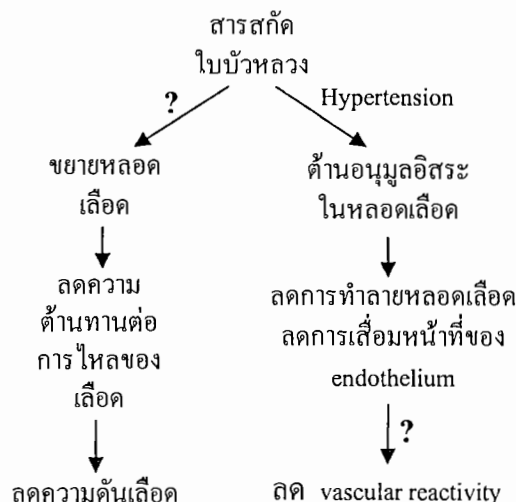 สารสกัด
ใบบัวหลวง
?
Hypertension
ขยายหลอด
เลือด
ต้านอนุมูลอิสระ
ในหลอดเลือด
ลดความ
ต้านทานต่อ
การไหลของ
เลือด
ลดการทำลายหลอดเลือด
ลดการเสื่อมหน้าที่ของ
endothelium
?
ลดความดันเลือด
ลด vascular reactivity